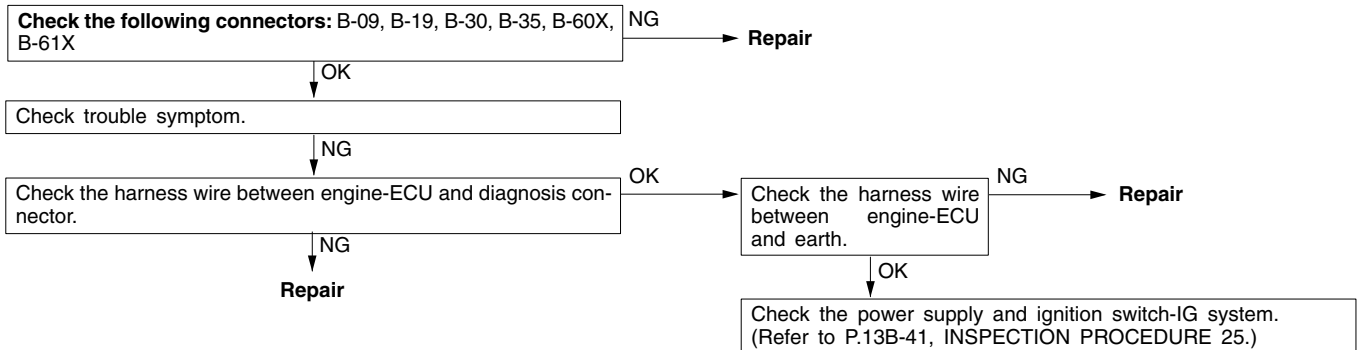 Check the following connectors: B-09, B-19, B-30, B-35, B-60X,
B-61X
NG
Repair
OK
Check trouble symptom.
NG
Check the harness wire between engine-ECU and diagnosis con-
nector.
OK
Check the harness wire
between engine-ECU
and earth.
NG
Repair
NG
Repair
OK
Check the power supply and ignition switch-IG system.
(Refer to P.13B-41, INSPECTION PROCEDURE 25.)